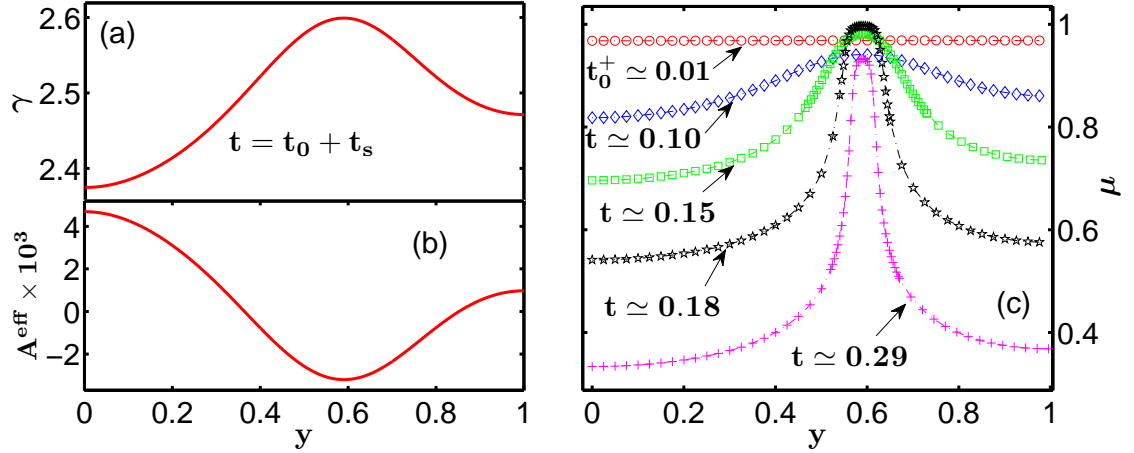 (a)
γ
2.6
2.5
2.4
t = t₀ + tₛ
(b)
A^eff × 10³
4
2
0
−2
0
0.2
0.4
0.6
0.8
1
y
(c)
μ
1
0.8
0.6
0.4
t₀⁺ ≃ 0.01
t ≃ 0.10
t ≃ 0.15
t ≃ 0.18
t ≃ 0.29
0
0.2
0.4
0.6
0.8
1
y